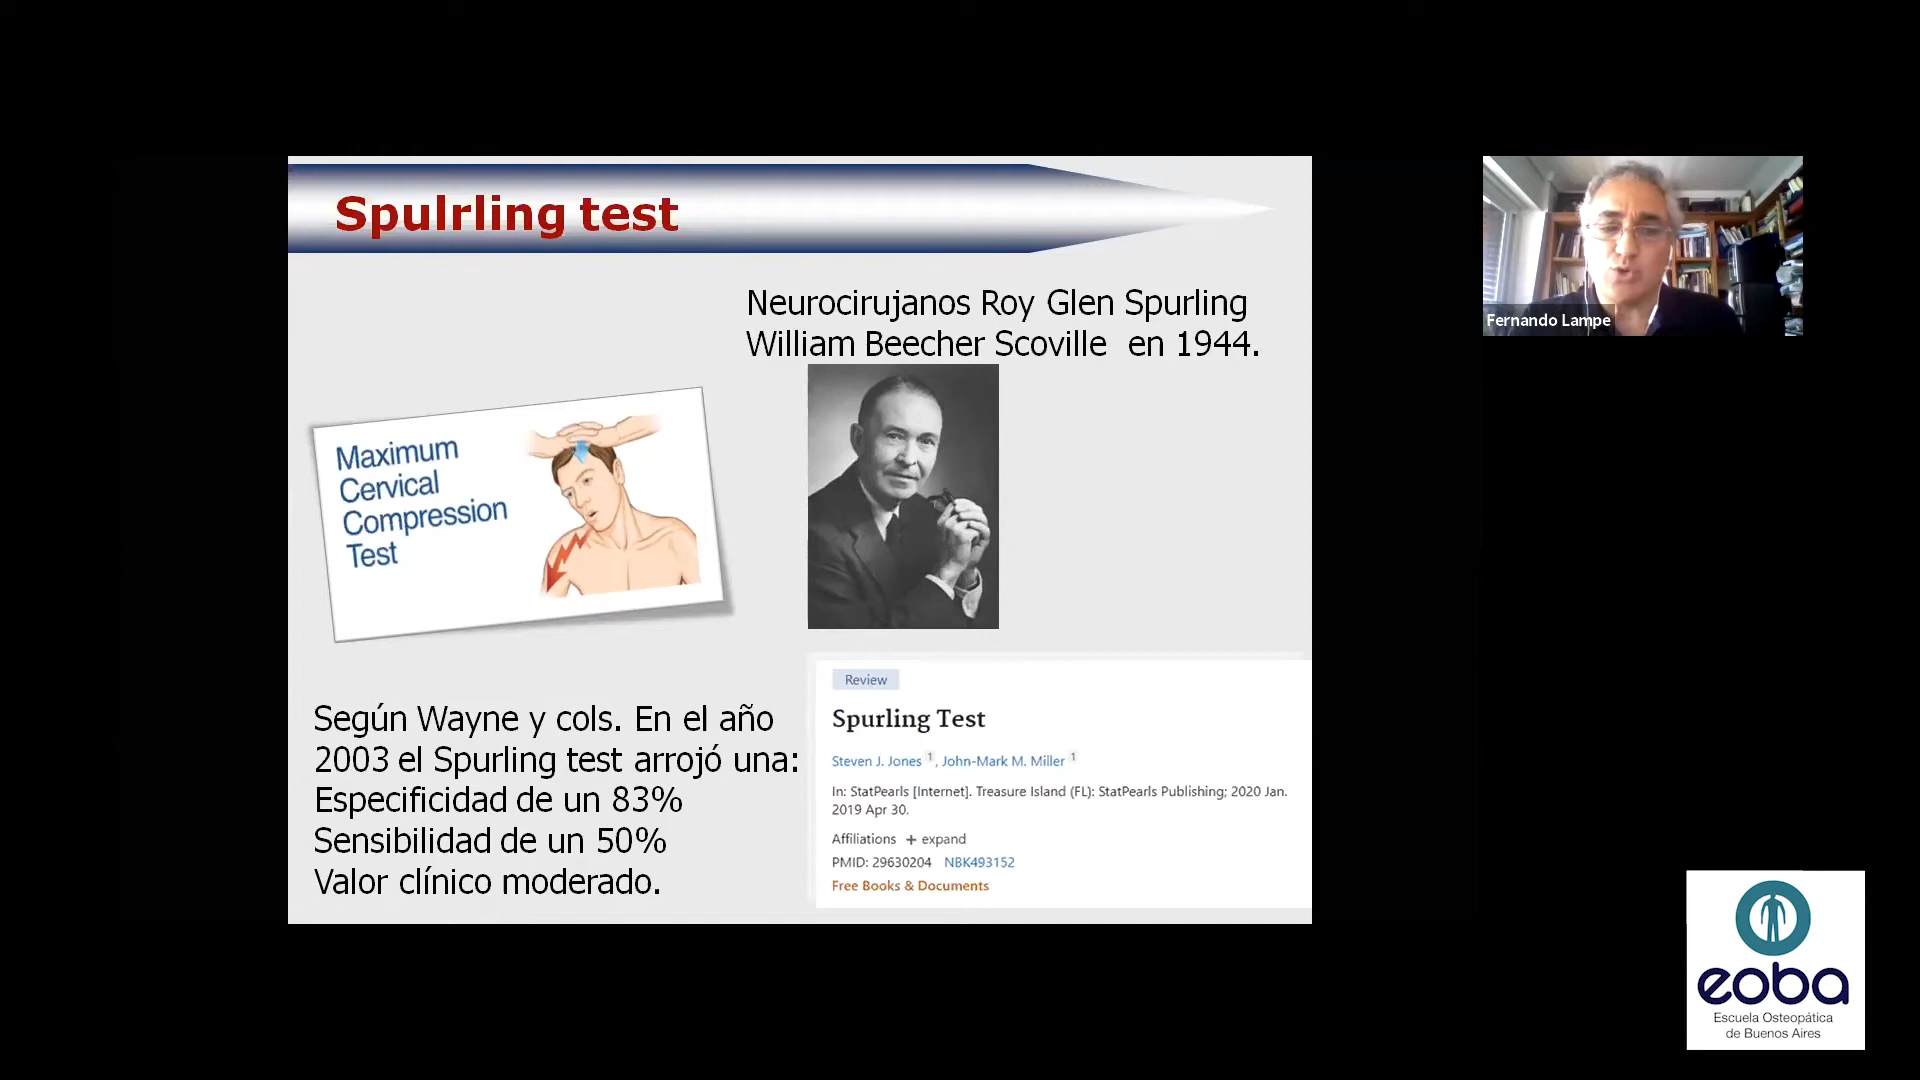 Spulrling test
Neurocirujanos Roy Glen Spurling
William Beecher Scoville en 1944.
Maximum
Cervical
Compression
Test
Según Wayne y cols. En el año
2003 el Spurling test arrojó una:
Especificidad de un 83%
Sensibilidad de un 50%
Valor clínico moderado.
Review
Spurling Test
Steven J. Jones 1, John-Mark M. Miller 1
In: StatPearls [Internet]. Treasure Island (FL): StatPearls Publishing; 2020 Jan.
2019 Apr 30.
Affiliations + expand
PMID: 29630204 NBK493152
Free Books & Documents
Fernando Lampe
eoba
Escuela Osteopática
de Buenos Aires